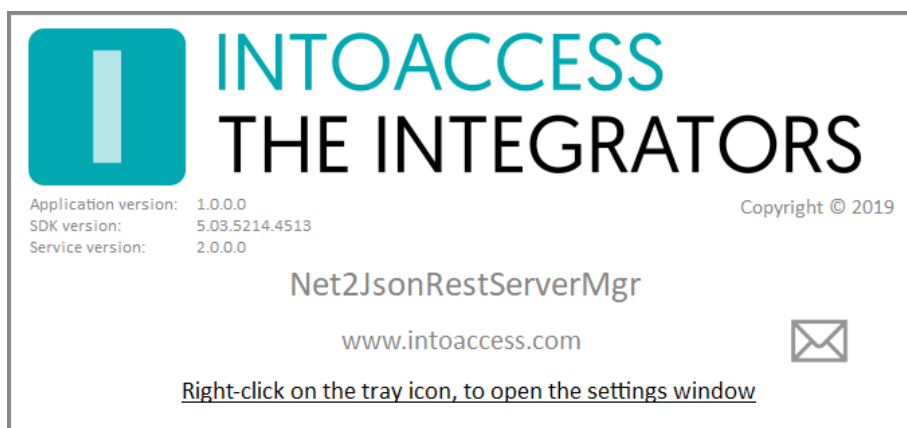 INTOACCESS
THE INTEGRATORS
Application version: 1.0.0.0
Copyright © 2019
SDK version: 5.03.5214.4513
Service version: 2.0.0.0
Net2JsonRestServerMgr
www.intoaccess.com
Right-click on the tray icon, to open the settings window